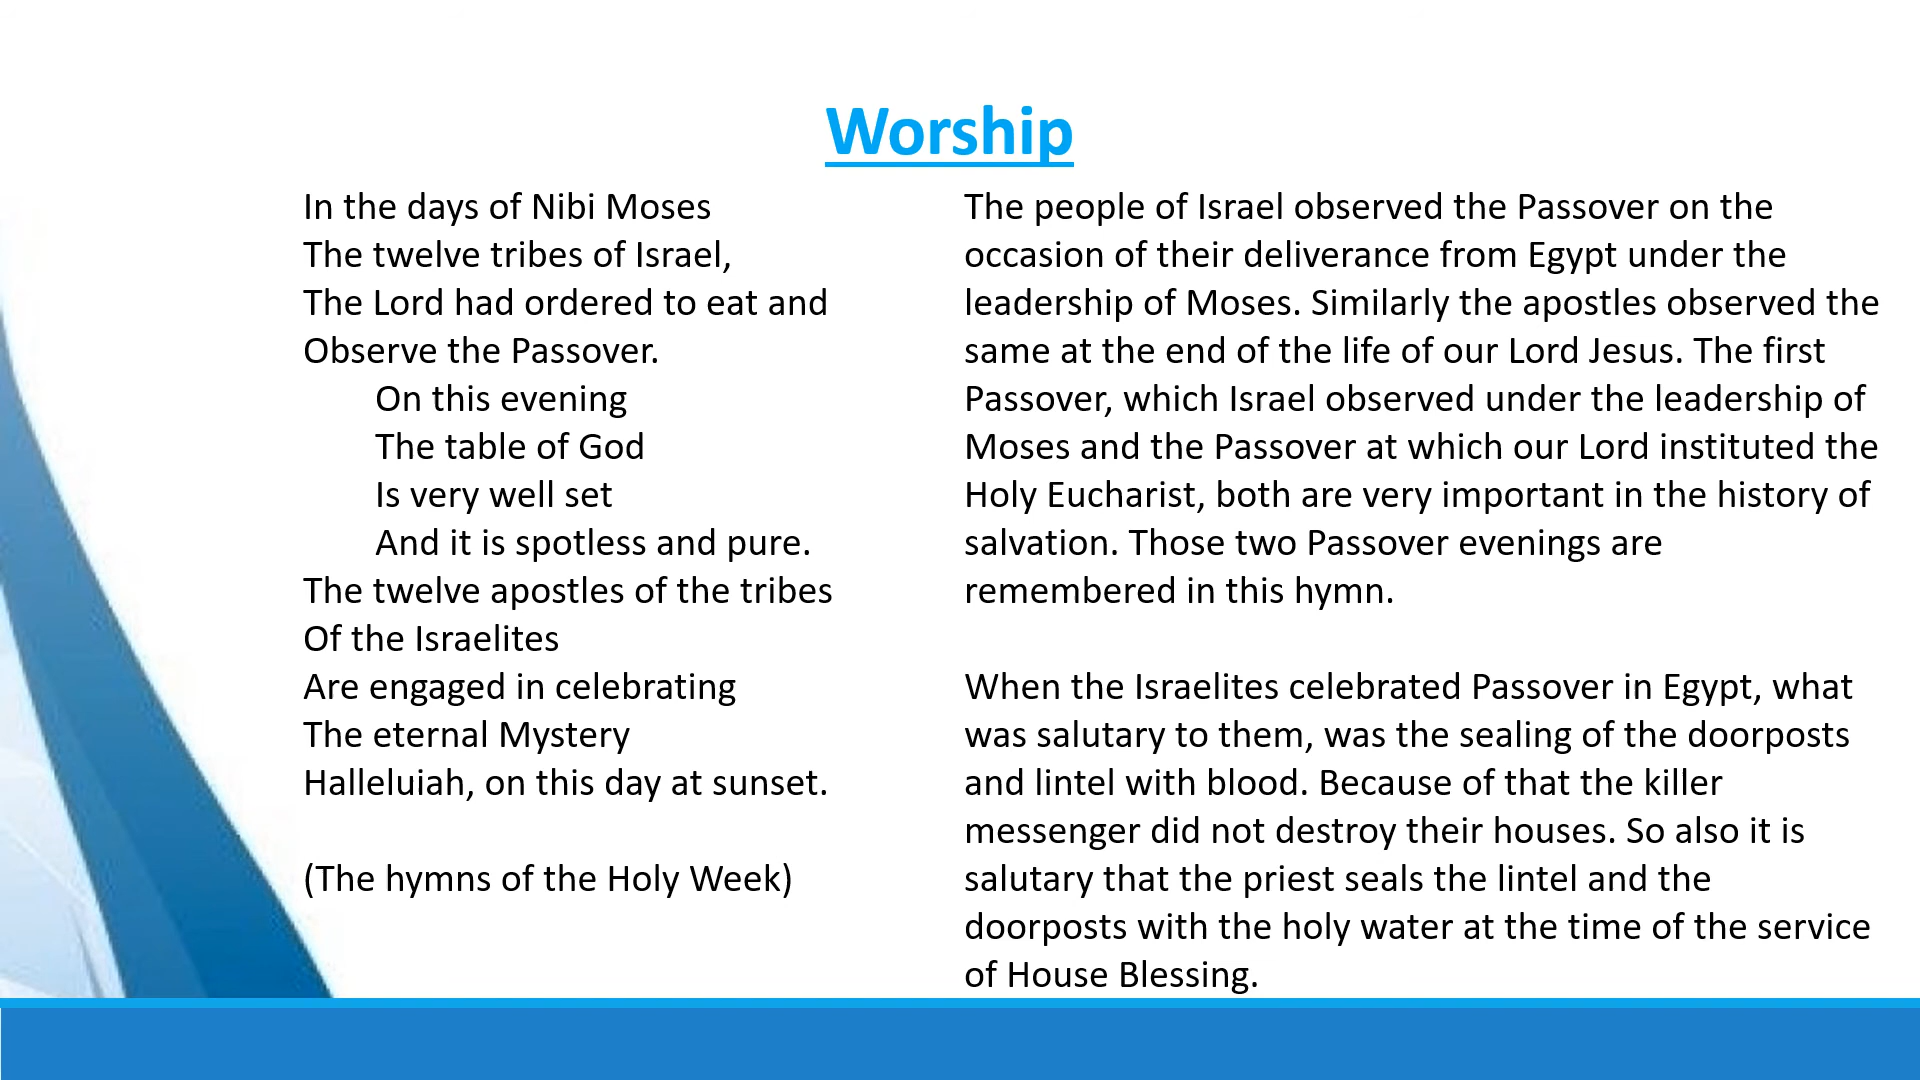 Worship
In the days of Nibi Moses
The twelve tribes of Israel,
The Lord had ordered to eat and
Observe the Passover.
On this evening
The table of God
Is very well set
And it is spotless and pure.
The twelve apostles of the tribes
Of the Israelites
Are engaged in celebrating
The eternal Mystery
Halleluiah, on this day at sunset.
(The hymns of the Holy Week)
The people of Israel observed the Passover on the
occasion of their deliverance from Egypt under the
leadership of Moses. Similarly the apostles observed the
same at the end of the life of our Lord Jesus. The first
Passover, which Israel observed under the leadership of
Moses and the Passover at which our Lord instituted the
Holy Eucharist, both are very important in the history of
salvation. Those two Passover evenings are
remembered in this hymn.
When the Israelites celebrated Passover in Egypt, what
was salutary to them, was the sealing of the doorposts
and lintel with blood. Because of that the killer
messenger did not destroy their houses. So also it is
salutary that the priest seals the lintel and the
doorposts with the holy water at the time of the service
of House Blessing.